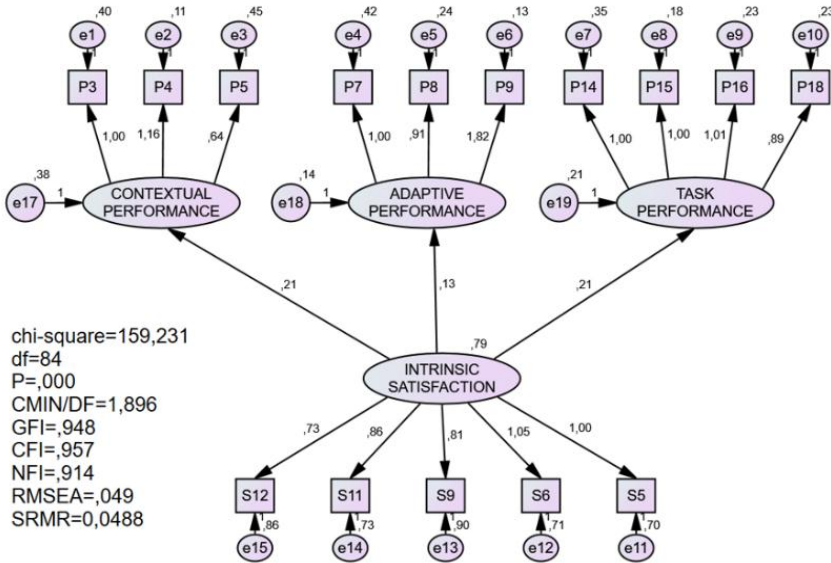 ,40 ,11 ,45 ,42 ,24 ,13 ,35 ,18 ,23 ,23
e1 e2 e3 e4 e5 e6 e7 e8 e9 e10
1 1 1 1 1 1 1 1 1 1
P3 P4 P5 P7 P8 P9 P14 P15 P16 P18
1,00 1,16 ,64 1,00 ,91 1,82 1,00 1,00 1,01 ,89
,38 ,14 ,21
e17 1 CONTEXTUAL e18 1 ADAPTIVE e19 1 TASK
PERFORMANCE PERFORMANCE PERFORMANCE
,21 ,13 ,21
,79
INTRINSIC
SATISFACTION
chi-square=159,231
df=84
P=,000
CMIN/DF=1,896
GFI=,948
CFI=,957
NFI=,914
RMSEA=,049
SRMR=0,0488
,73 ,86 ,81 1,05 1,00
S12 S11 S9 S6 S5
1 1 1 1 1
,86 ,73 ,90 ,71 ,70
e15 e14 e13 e12 e11